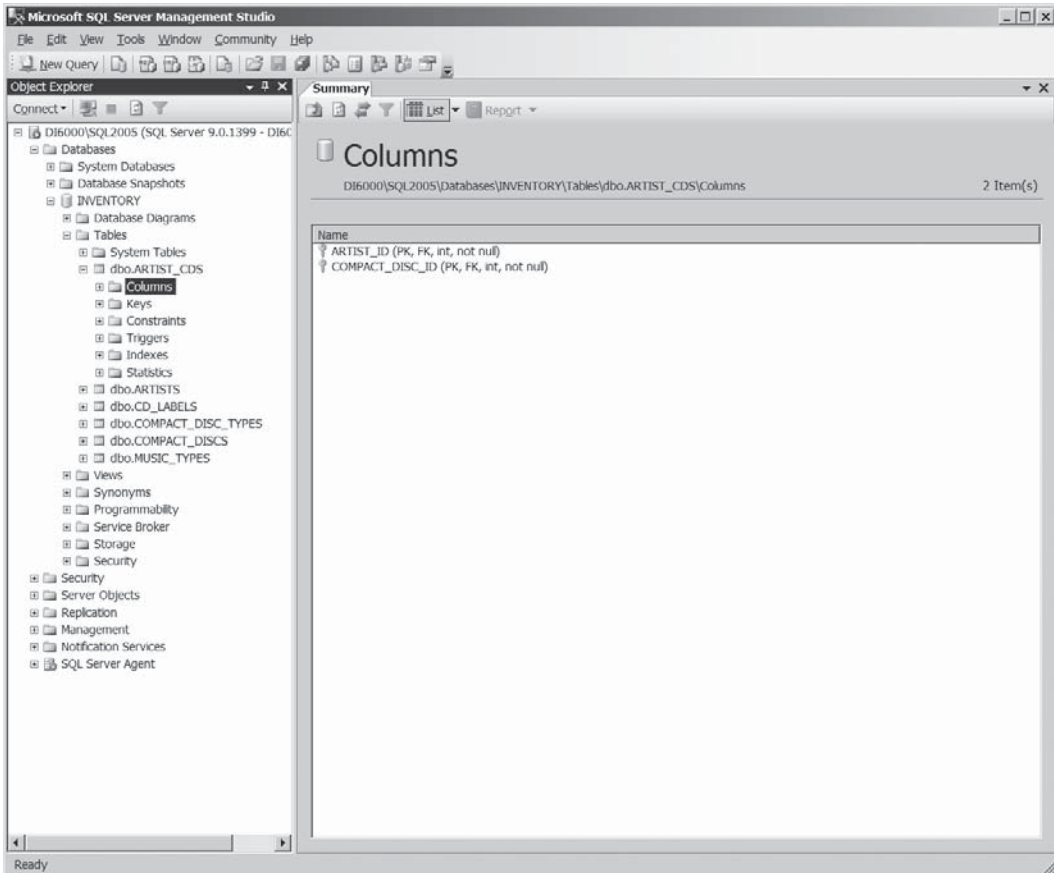 Microsoft SQL Server Management Studio
File Edit View Tools Window Community Help
New Query
Object Explorer
Connect
DI6000\SQL2005 (SQL Server 9.0.1399 - DI60
Databases
System Databases
Database Snapshots
INVENTORY
Database Diagrams
Tables
System Tables
dbo.ARTIST_CDS
Columns
Keys
Constraints
Triggers
Indexes
Statistics
dbo.ARTISTS
dbo.CD_LABELS
dbo.COMPACT_DISC_TYPES
dbo.COMPACT_DISCS
dbo.MUSIC_TYPES
Views
Synonyms
Programmability
Service Broker
Storage
Security
Security
Server Objects
Replication
Management
Notification Services
SQL Server Agent
Summary
List Report
Columns
DI6000\SQL2005\Databases\INVENTORY\Tables\dbo.ARTIST_CDS\Columns 2 Item(s)
Name
ARTIST_ID (PK, FK, int, not null)
COMPACT_DISC_ID (PK, FK, int, not null)
Ready